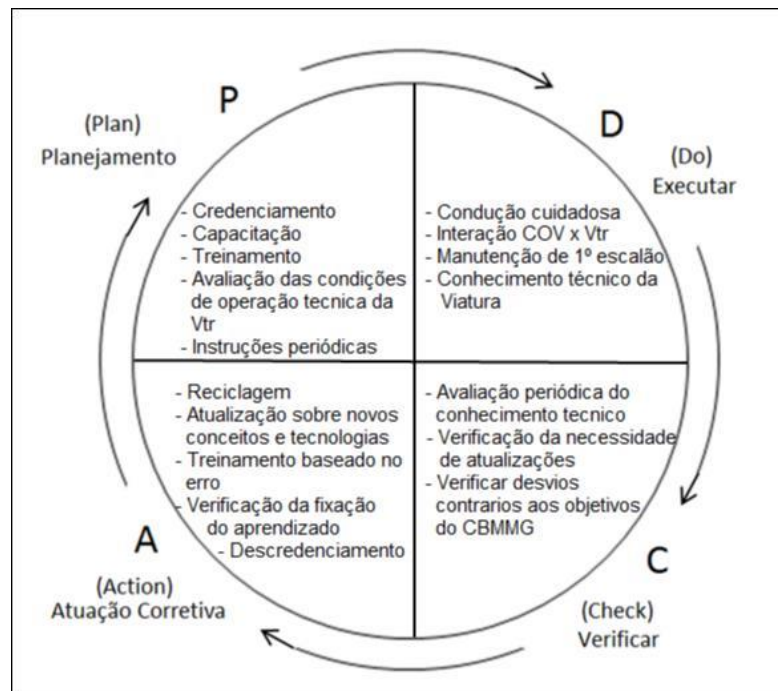 P
(Plan)
Planejamento
- Credenciamento
- Capacitação
- Treinamento
- Avaliação das condições
de operação tecnica da
Vtr
- Instruções periódicas
D
(Do)
Executar
- Condução cuidadosa
- Interação COV x Vtr
- Manutenção de 1º escalão
- Conhecimento técnico da
Viatura
- Avaliação periódica do
conhecimento tecnico
- Verificação da necessidade
de atualizações
- Verificar desvios
contrarios aos objetivos
do CBMMG
C
(Check)
Verificar
- Reciclagem
- Atualização sobre novos
conceitos e tecnologias
- Treinamento baseado no
erro
- Verificação da fixação
do aprendizado
- Descredenciamento
A
(Action)
Atuação Corretiva